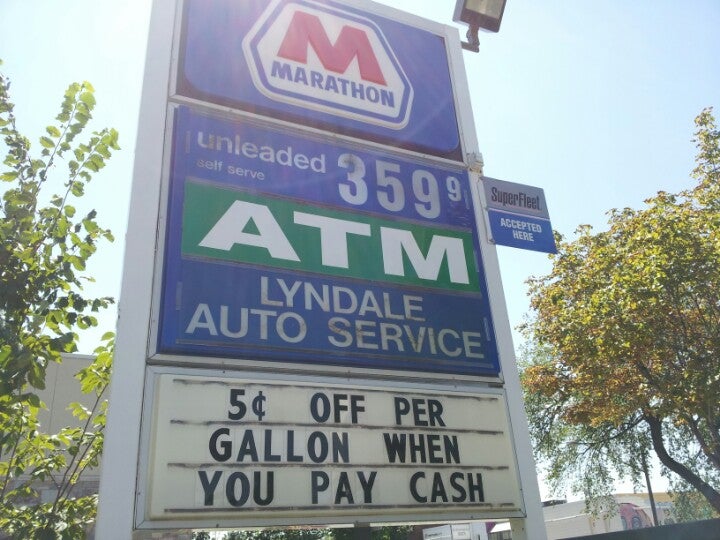 M
MARATHON
unleaded
self serve
359 9
SuperFleet
ACCEPTED
HERE
ATM
LYNDALE
AUTO SERVICE
5¢ OFF PER
GALLON WHEN
YOU PAY CASH